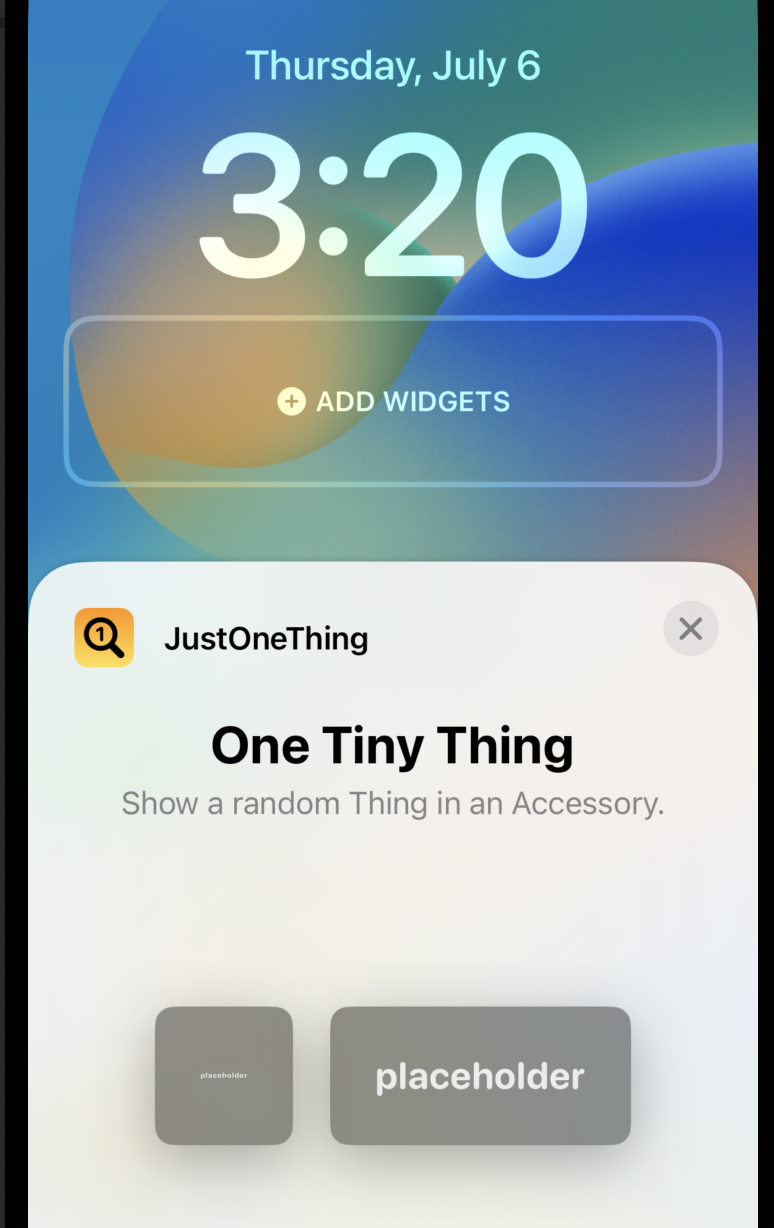 Thursday, July 6
3:20
ADD WIDGETS
1
JustOneThing
One Tiny Thing
Show a random Thing in an Accessory.
placeholder
placeholder